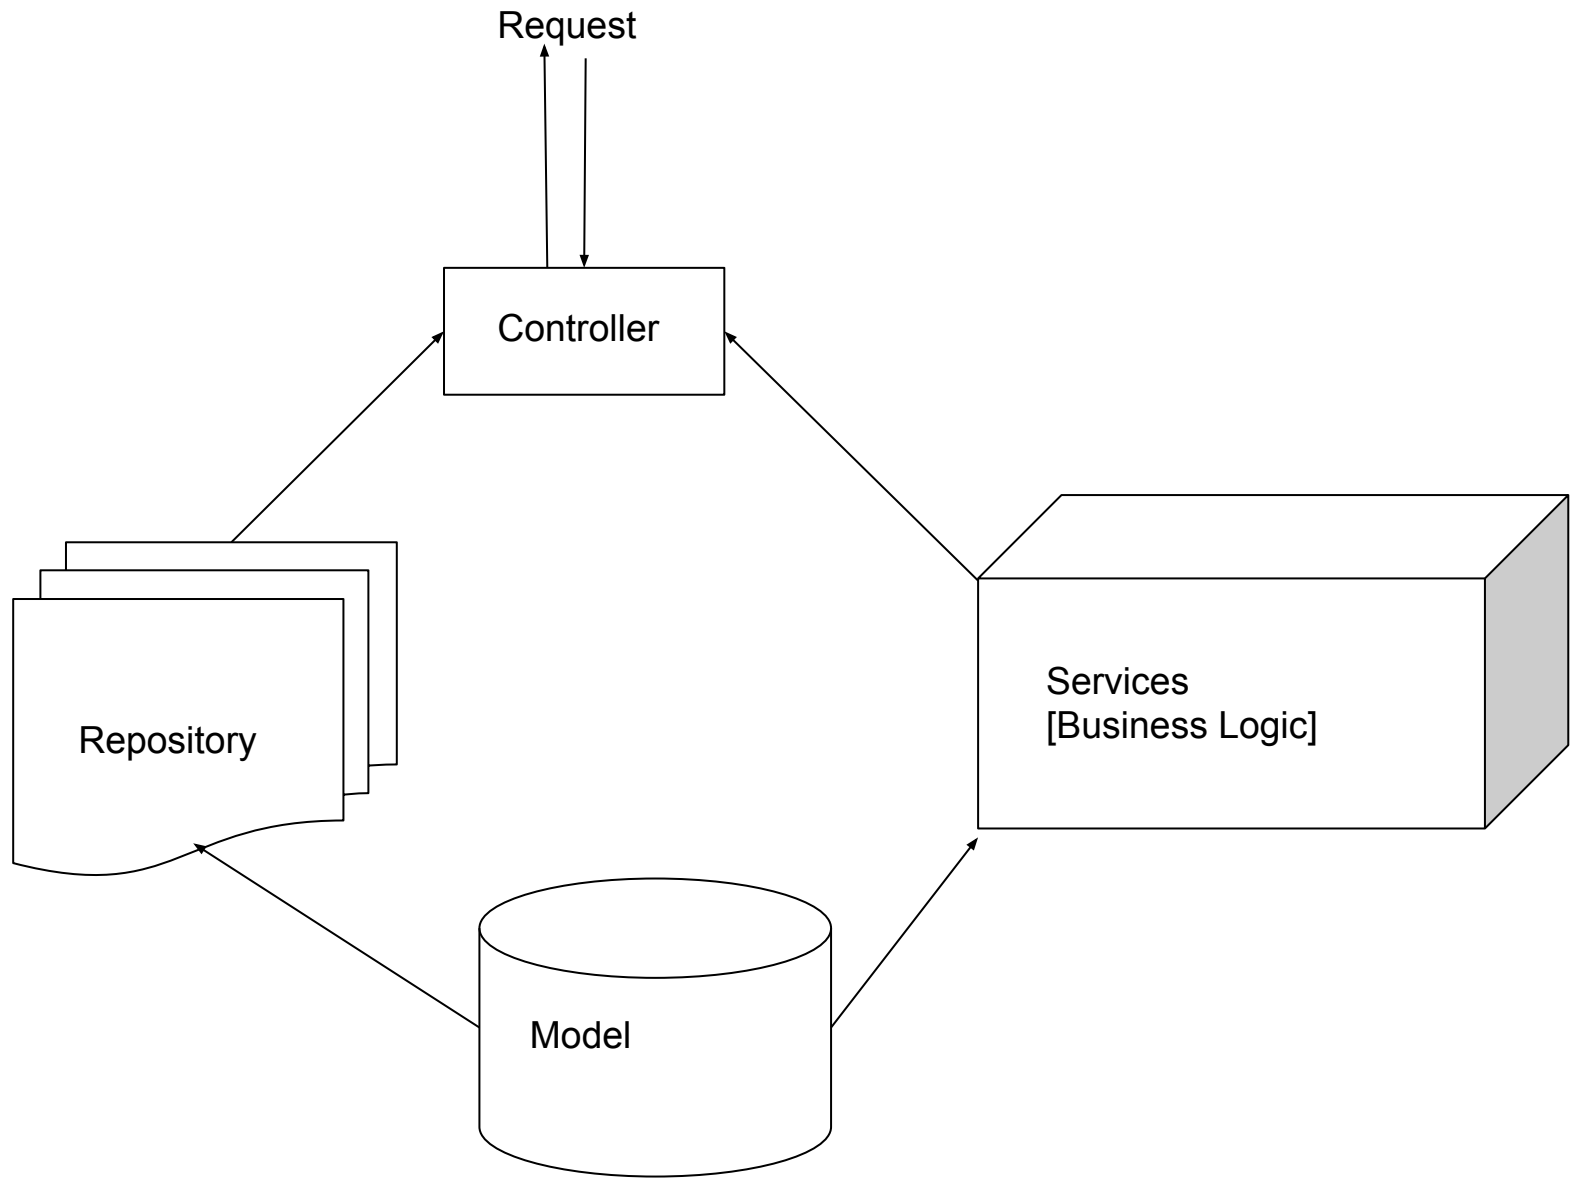 Request
Controller
Services
[Business Logic]
Repository
Model